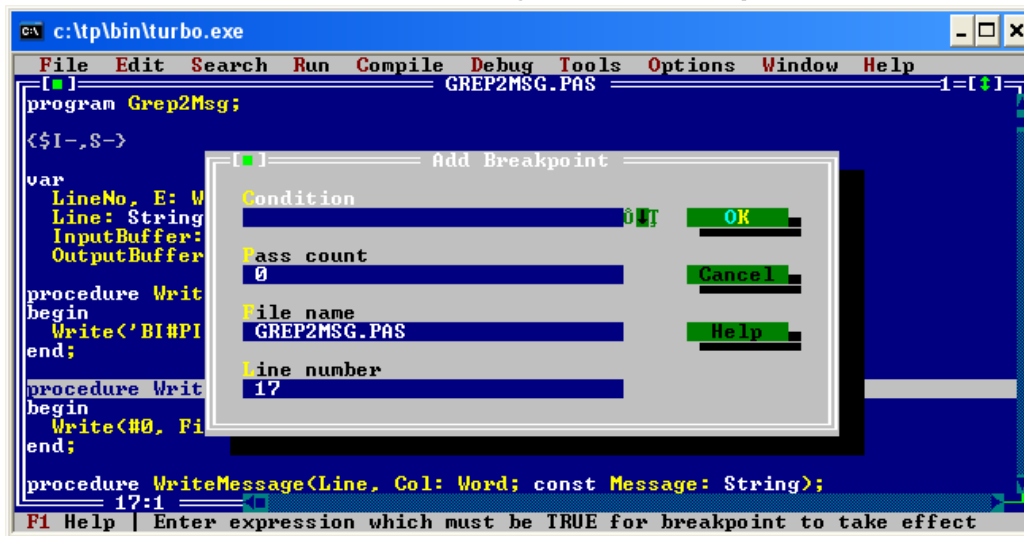 c:\tp\bin\turbo.exe
File Edit Search Run Compile Debug Tools Options Window Help
GREP2MSG.PAS 1
program Grep2Msg;
{$I-,S-}
var
LineNo, E: W
Line: String
InputBuffer:
OutputBuffer
procedure Writ
begin
Write('BI#PI
end;
procedure Writ
begin
Write(#0, Fi
end;
procedure WriteMessage(Line, Col: Word; const Message: String);
17:1
Add Breakpoint
Condition
OK
Pass count
0
Cancel
File name
GREP2MSG.PAS
Help
Line number
17
F1 Help | Enter expression which must be TRUE for breakpoint to take effect